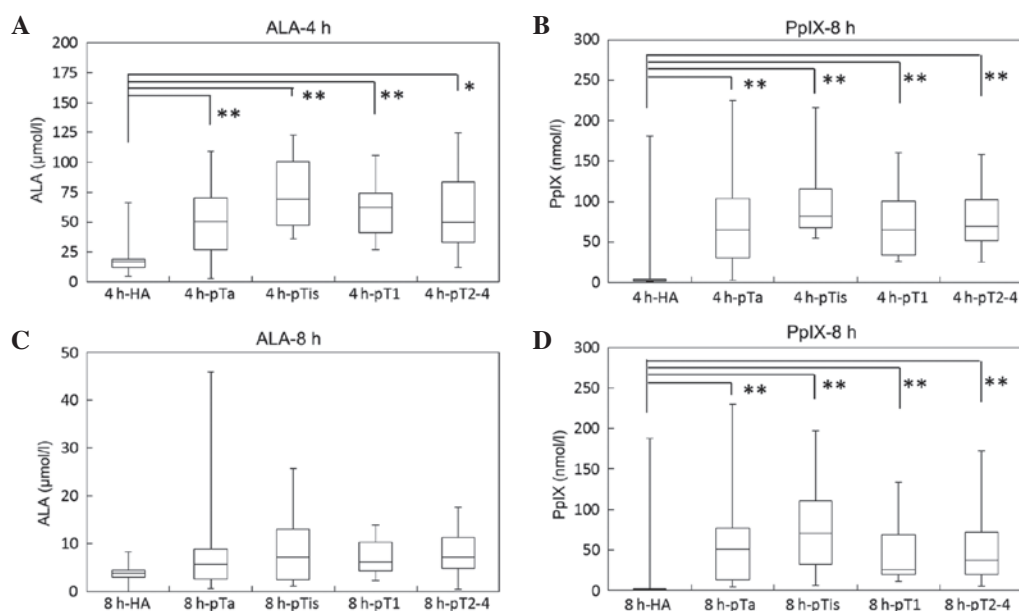 A
ALA-4 h
ALA (µmol/l)
200
175
150
125
100
75
50
25
0
**
**
**
*
4 h-HA 4 h-pTa 4 h-pTis 4 h-pT1 4 h-pT2-4
B
PpIX-8 h
PpIX (nmol/l)
300
250
200
150
100
50
0
**
**
**
**
4 h-HA 4 h-pTa 4 h-pTis 4 h-pT1 4 h-pT2-4
C
ALA-8 h
ALA (µmol/l)
50
40
30
20
10
0
8 h-HA 8 h-pTa 8 h-pTis 8 h-pT1 8 h-pT2-4
D
PpIX-8 h
PpIX (nmol/l)
300
250
200
150
100
50
0
**
**
**
**
8 h-HA 8 h-pTa 8 h-pTis 8 h-pT1 8 h-pT2-4